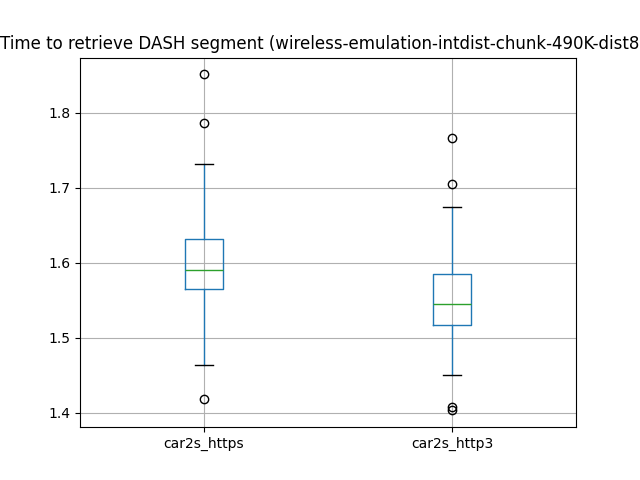 Time to retrieve DASH segment (wireless-emulation-intdist-chunk-490K-dist8
1.8
1.7
1.6
1.5
1.4
car2s_https car2s_http3